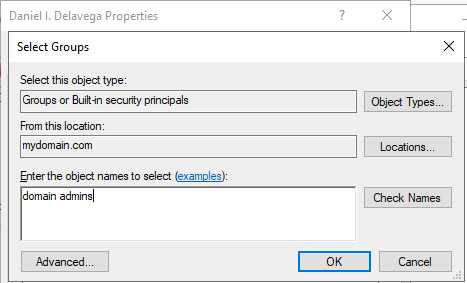 Daniel I. Delavega Properties
?
Select Groups
Select this object type:
Groups or Built-in security principals
Object Types...
From this location:
mydomain.com
Locations...
Enter the object names to select (examples):
domain admins
Check Names
Advanced...
OK
Cancel